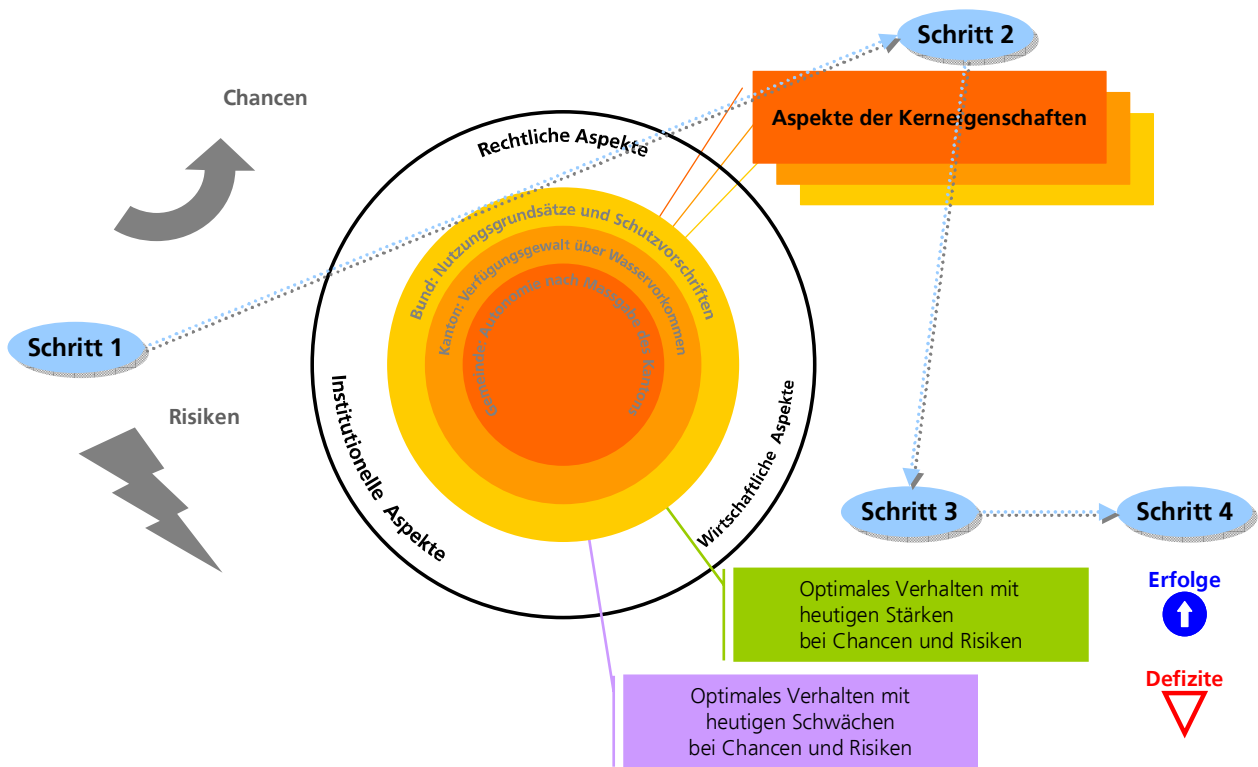 Schritt 2
Chancen
Aspekte der Kerneigenschaften
Rechtliche Aspekte
Bund: Nutzungsgrundsätze und Schutzvorschriften
Kanton: Verfügungsgewalt über Wasservorkommen
Gemeinde: Autonomie nach Massgabe des Kantons
Schritt 1
Risiken
Institutionelle Aspekte
Wirtschaftliche Aspekte
Schritt 3
Schritt 4
Optimales Verhalten mit
heutigen Stärken
bei Chancen und Risiken
Erfolge
Optimales Verhalten mit
heutigen Schwächen
bei Chancen und Risiken
Defizite